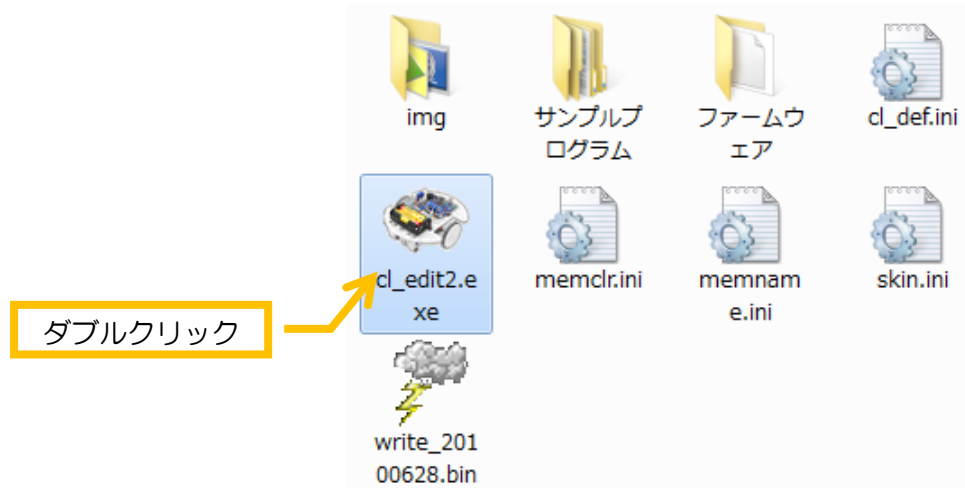 img
サンプルプ
ログラム
ファームウ
ェア
cl_def.ini
cl_edit2.e
xe
memclr.ini
memnam
e.ini
skin.ini
ダブルクリック
write_201
00628.bin